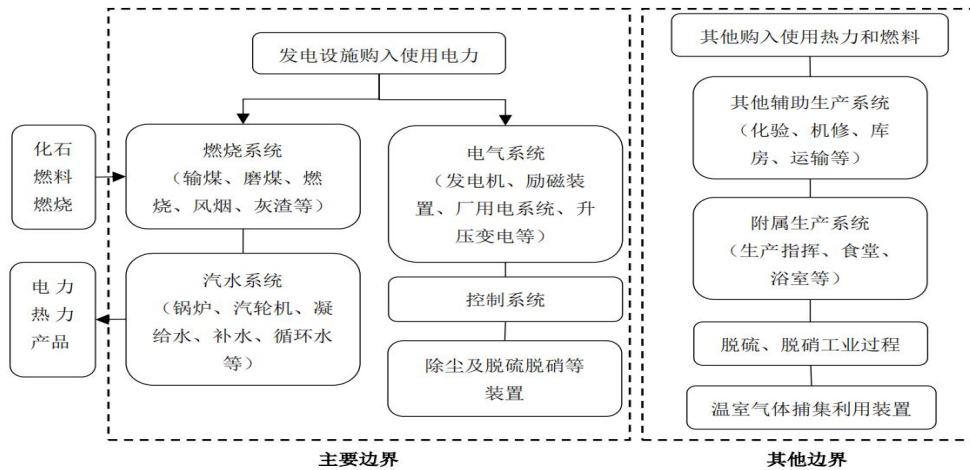 发电设施购入使用电力
化石
燃料
燃烧
燃烧系统
（输煤、磨煤、燃
烧、风烟、灰渣等）
电气系统
（发电机、励磁装
置、厂用电系统、升
压变电等）
电 力
热 力
产品
汽水系统
（锅炉、汽轮机、凝
给水、补水、循环水
等）
控制系统
除尘及脱硫脱硝等
装置
主要边界
其他购入使用热力和燃料
其他辅助生产系统
（化验、机修、库
房、运输等）
附属生产系统
（生产指挥、食堂、
浴室等）
脱硫、脱硝工业过程
温室气体捕集利用装置
其他边界